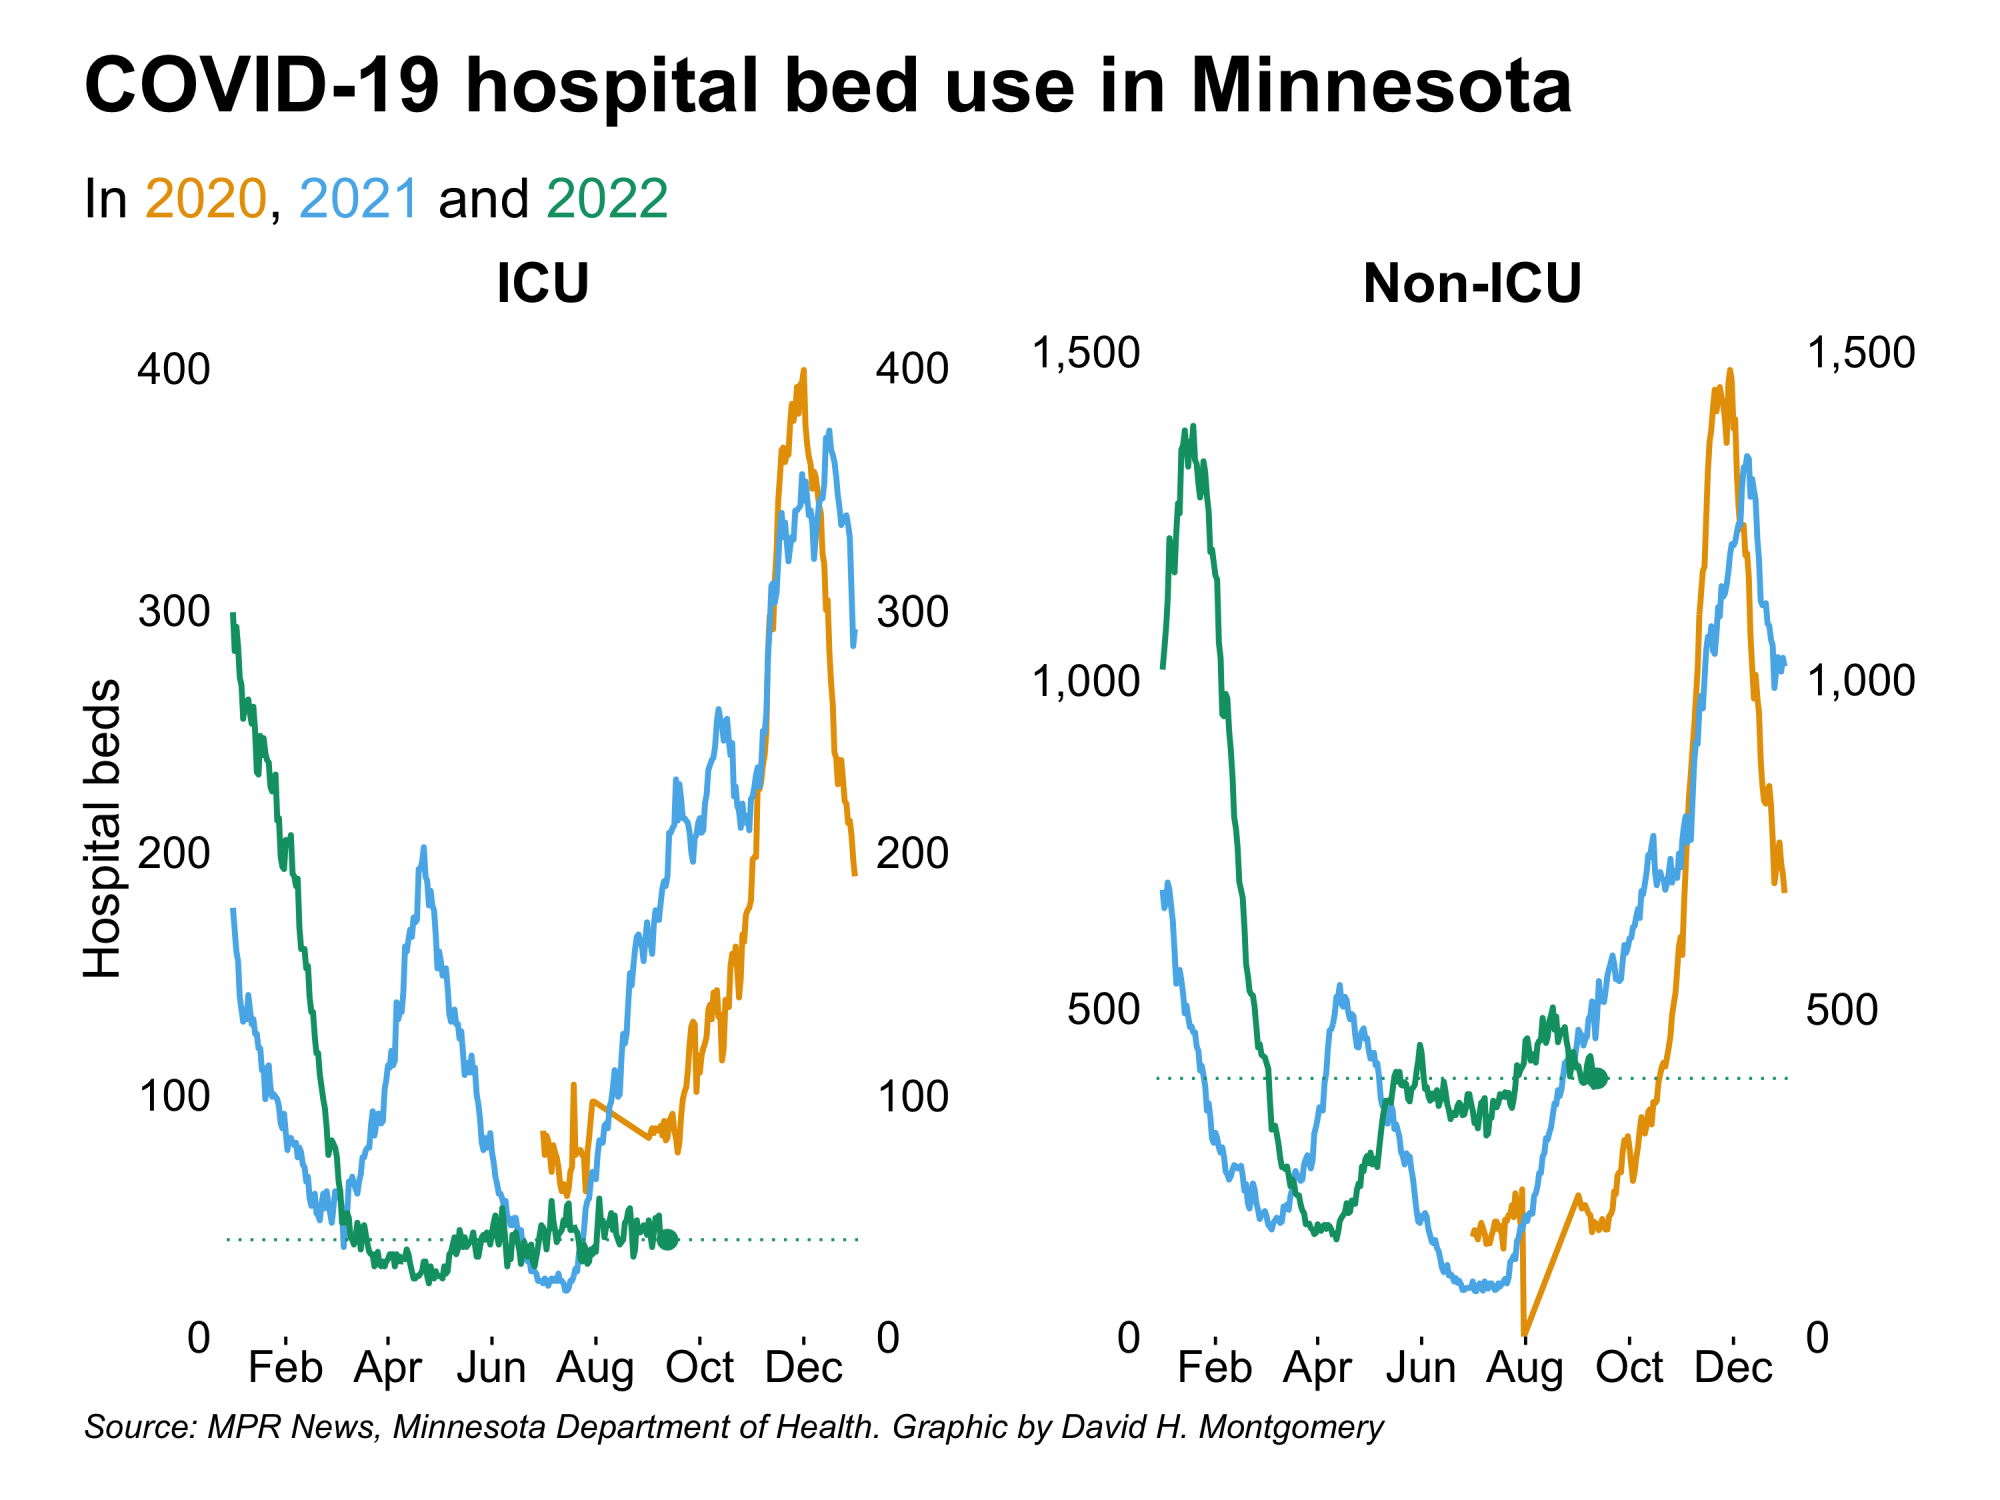 COVID-19 hospital bed use in Minnesota
In 2020, 2021 and 2022
ICU
Non-ICU
Hospital beds
400
300
200
100
0
400
300
200
100
0
Feb Apr Jun Aug Oct Dec
1,500
1,000
500
0
1,500
1,000
500
0
Feb Apr Jun Aug Oct Dec
Source: MPR News, Minnesota Department of Health. Graphic by David H. Montgomery